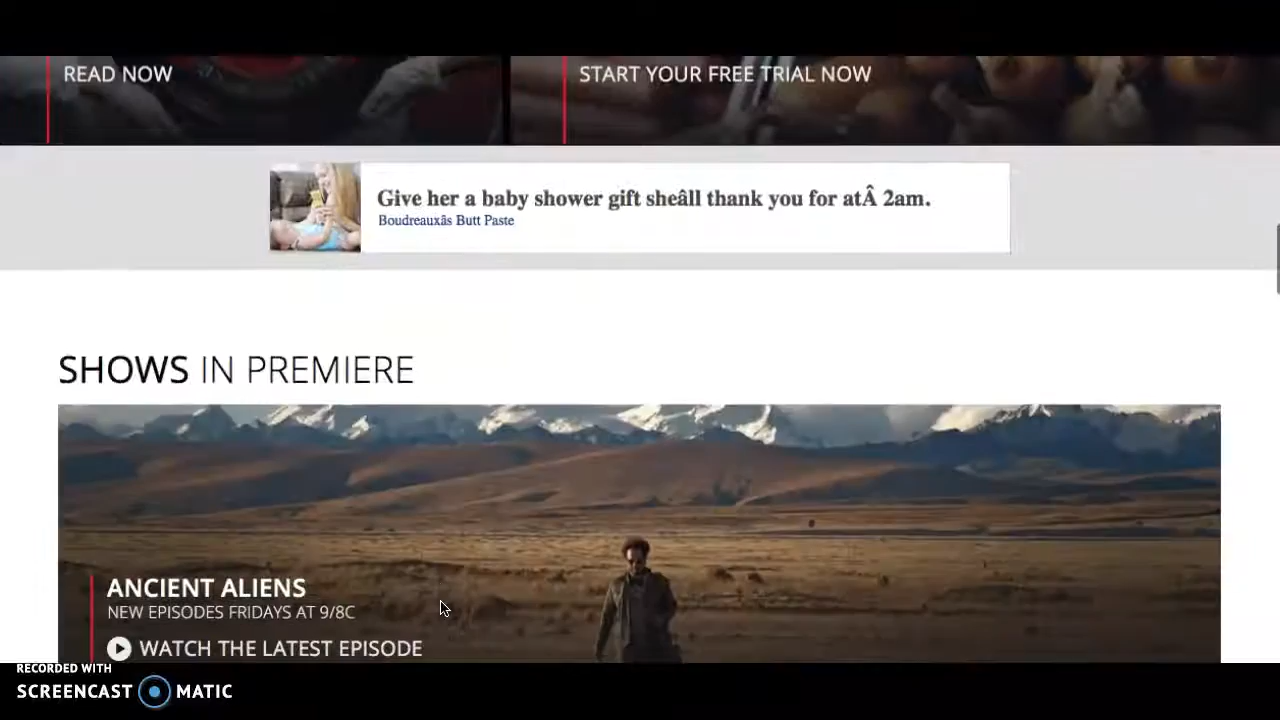 READ NOW
START YOUR FREE TRIAL NOW
Give her a baby shower gift sheâll thank you for atÂ 2am.
Boudreauxâs Butt Paste
SHOWS IN PREMIERE
ANCIENT ALIENS
NEW EPISODES FRIDAYS AT 9/8C
WATCH THE LATEST EPISODE
RECORDED WITH
SCREENCAST MATIC